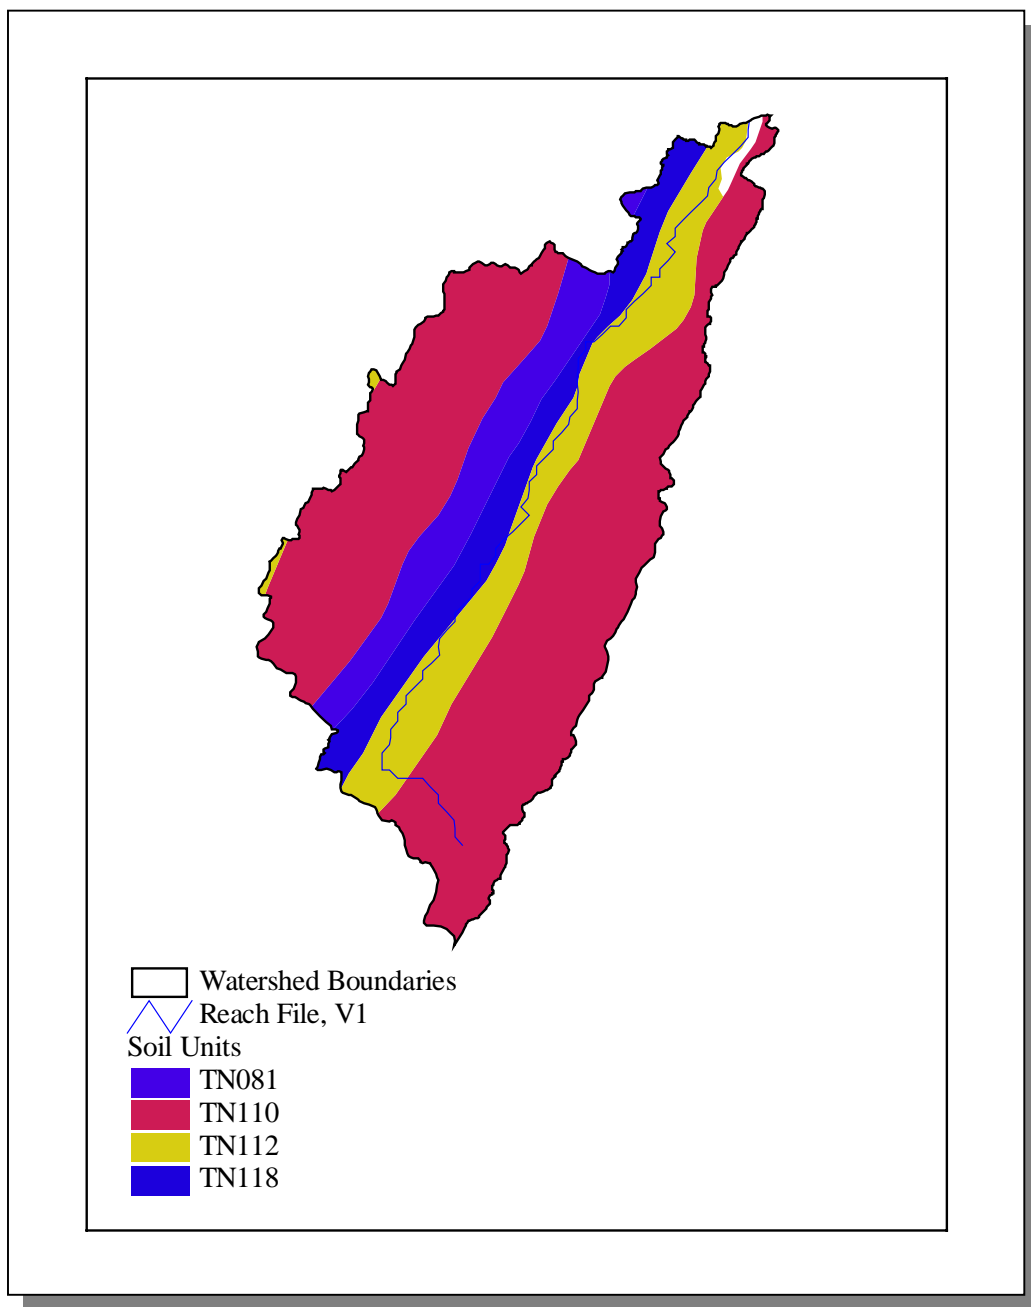 Watershed Boundaries
Reach File, V1
Soil Units
TN081
TN110
TN112
TN118